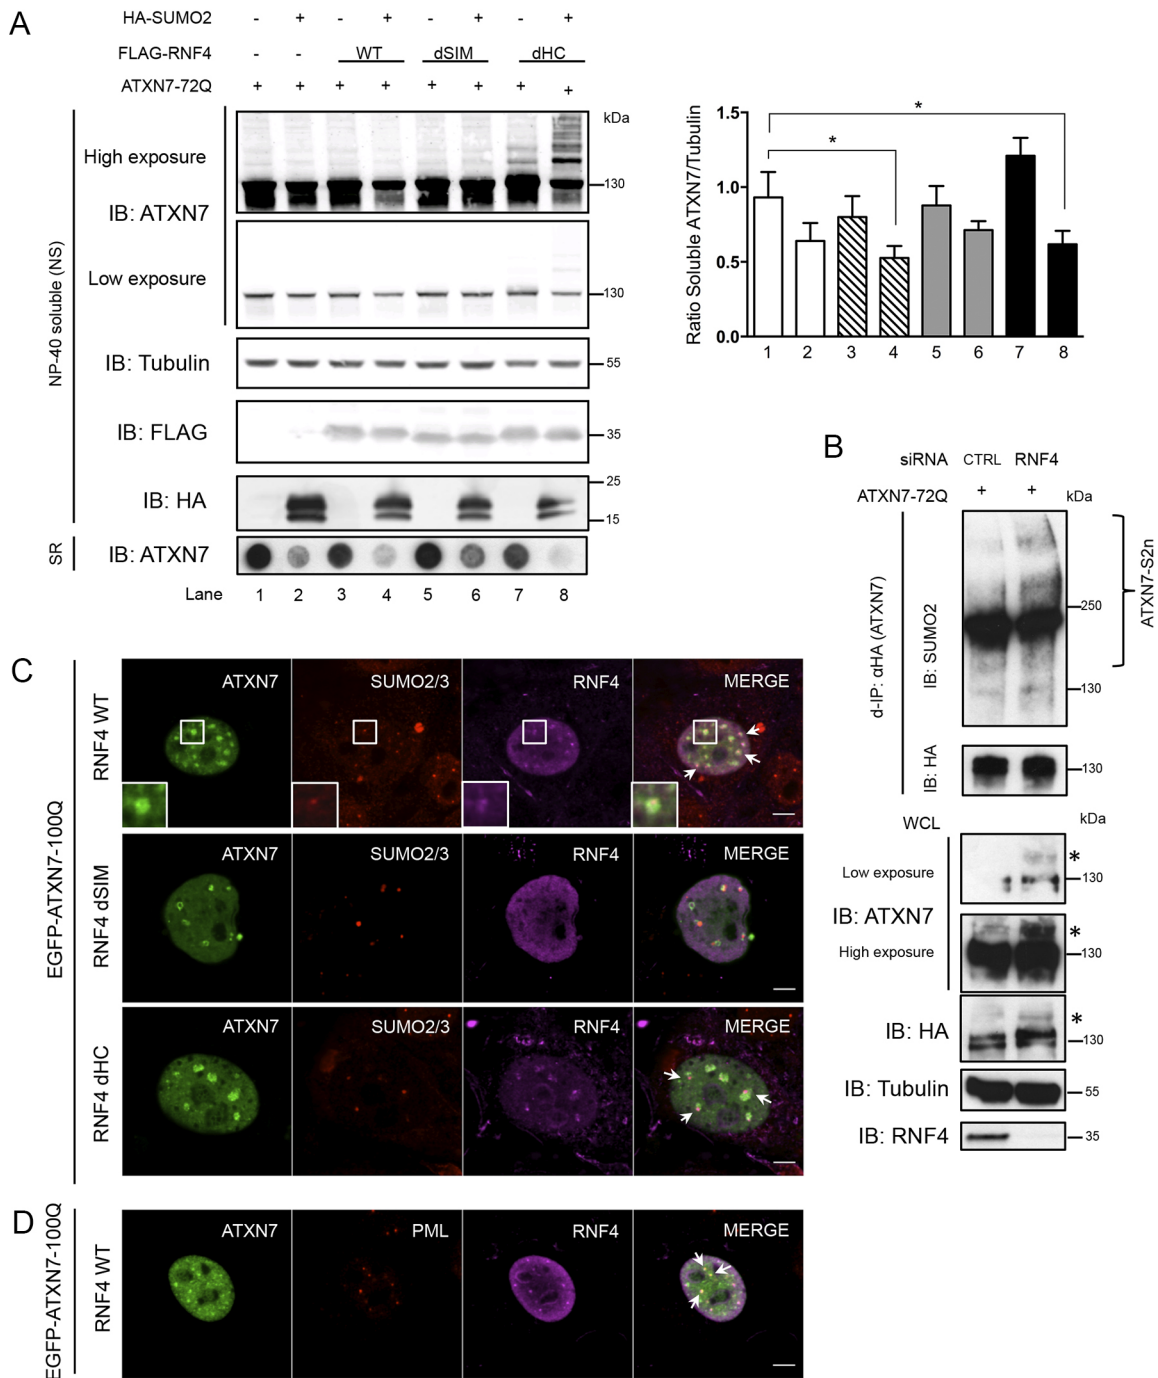 A
HA-SUMO2 - + - + - + - +
FLAG-RNF4 - - WT dSIM dHC
ATXN7-72Q + + + + + + + +
kDa
NP-40 soluble (NS)
High exposure
130
IB: ATXN7
Low exposure
130
IB: Tubulin
55
IB: FLAG
35
IB: HA
25
15
SR
IB: ATXN7
Lane 1 2 3 4 5 6 7 8
Ratio Soluble ATXN7/Tubulin
1.5
1.0
0.5
0.0
* *
1 2 3 4 5 6 7 8
B
siRNA CTRL RNF4
ATXN7-72Q + + kDa
d-IP: αHA (ATXN7)
IB: SUMO2
250
130
ATXN7-S2n
IB: HA
130
WCL kDa
Low exposure
*
130
IB: ATXN7
High exposure
*
130
IB: HA
*
130
IB: Tubulin
55
IB: RNF4
35
C
EGFP-ATXN7-100Q
RNF4 WT
ATXN7 SUMO2/3 RNF4 MERGE
RNF4 dSIM
ATXN7 SUMO2/3 RNF4 MERGE
RNF4 dHC
ATXN7 SUMO2/3 RNF4 MERGE
D
EGFP-ATXN7-100Q
RNF4 WT
ATXN7 PML RNF4 MERGE